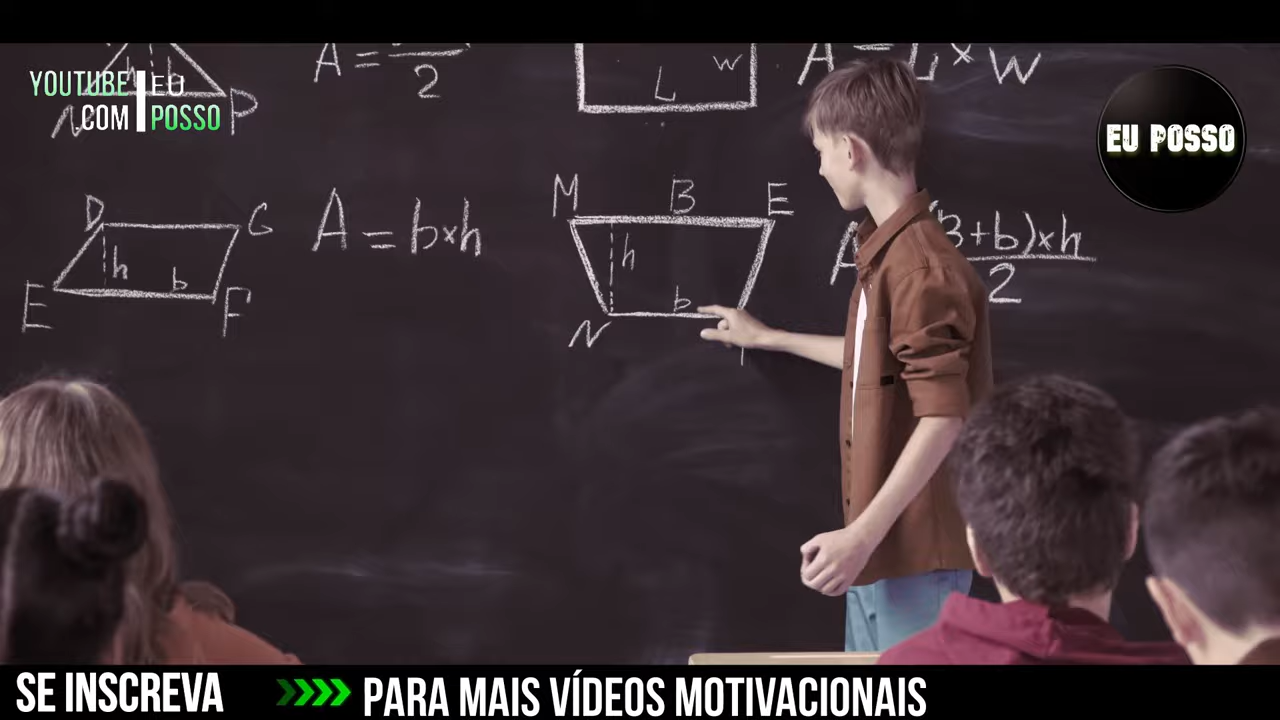 YOUTUBE EU
.COM POSSO
EU POSSO
h b
N P
A =
2
L
w
A = L × W
D G
h
b
E F
A = b×h
M B E
h
b
N
A
(B+b)×h
2
SE INSCREVA
PARA MAIS VÍDEOS MOTIVACIONAIS